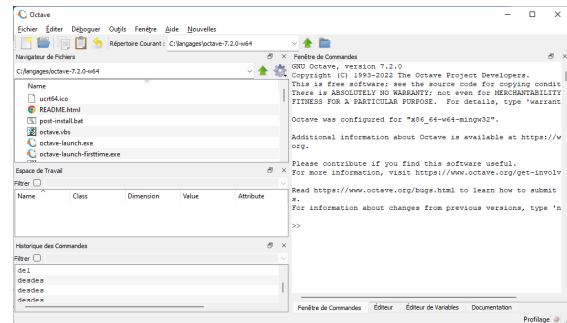 Octave
Fichier Éditer Déboguer Outils Fenêtre Aide Nouvelles
Répertoire Courant : C:\langages\octave-7.2.0-w64
Navigateur de Fichiers
C:/langages/octave-7.2.0-w64
Name
ucrt64.ico
README.html
post-install.bat
octave.vbs
octave-launch.exe
octave-launch-firsttime.exe
Espace de Travail
Filtrer
Name Class Dimension Value Attribute
Historique des Commandes
Filtrer
del
desdes
desdes
desdes
Fenêtre de Commandes
GNU Octave, version 7.2.0
Copyright (C) 1993-2022 The Octave Project Developers.
This is free software; see the source code for copying condit
There is ABSOLUTELY NO WARRANTY; not even for MERCHANTABILITY
FITNESS FOR A PARTICULAR PURPOSE.  For details, type 'warrant
Octave was configured for "x86_64-w64-mingw32".
Additional information about Octave is available at https://w
org.
Please contribute if you find this software useful.
For more information, visit https://www.octave.org/get-involv
Read https://www.octave.org/bugs.html to learn how to submit
s.
For information about changes from previous versions, type 'n
>>
Fenêtre de Commandes Éditeur Éditeur de Variables Documentation
Profilage